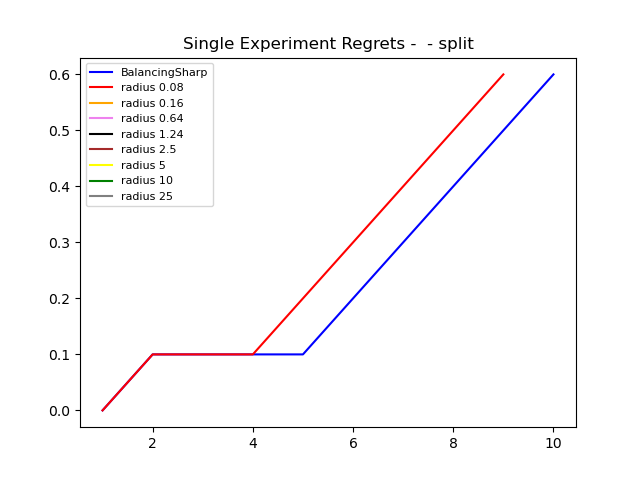 Single Experiment Regrets -  - split
BalancingSharp
radius 0.08
radius 0.16
radius 0.64
radius 1.24
radius 2.5
radius 5
radius 10
radius 25
0.6
0.5
0.4
0.3
0.2
0.1
0.0
2 4 6 8 10